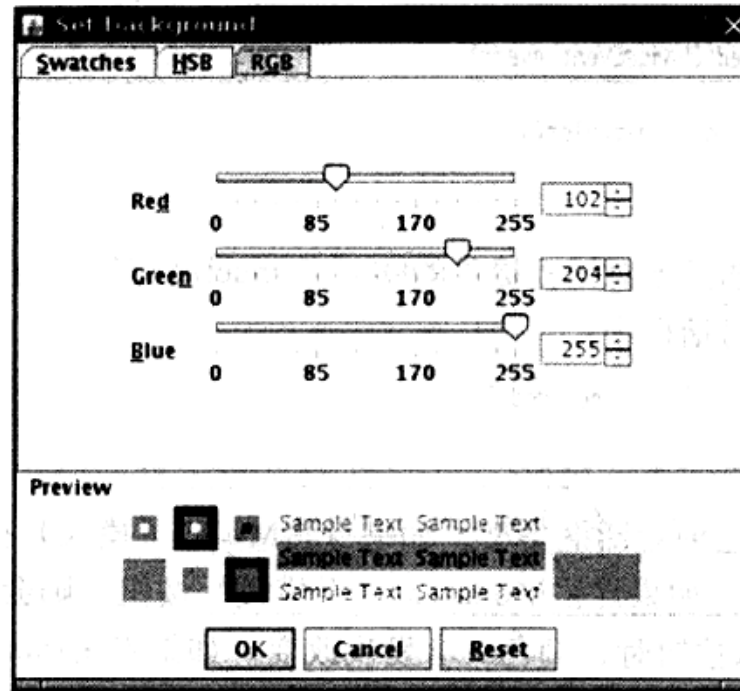 Set background
Swatches HSB RGB
Red 102
0 85 170 255
Green 204
0 85 170 255
Blue 255
0 85 170 255
Preview
Sample Text Sample Text
Sample Text Sample Text
Sample Text Sample Text
OK Cancel Reset